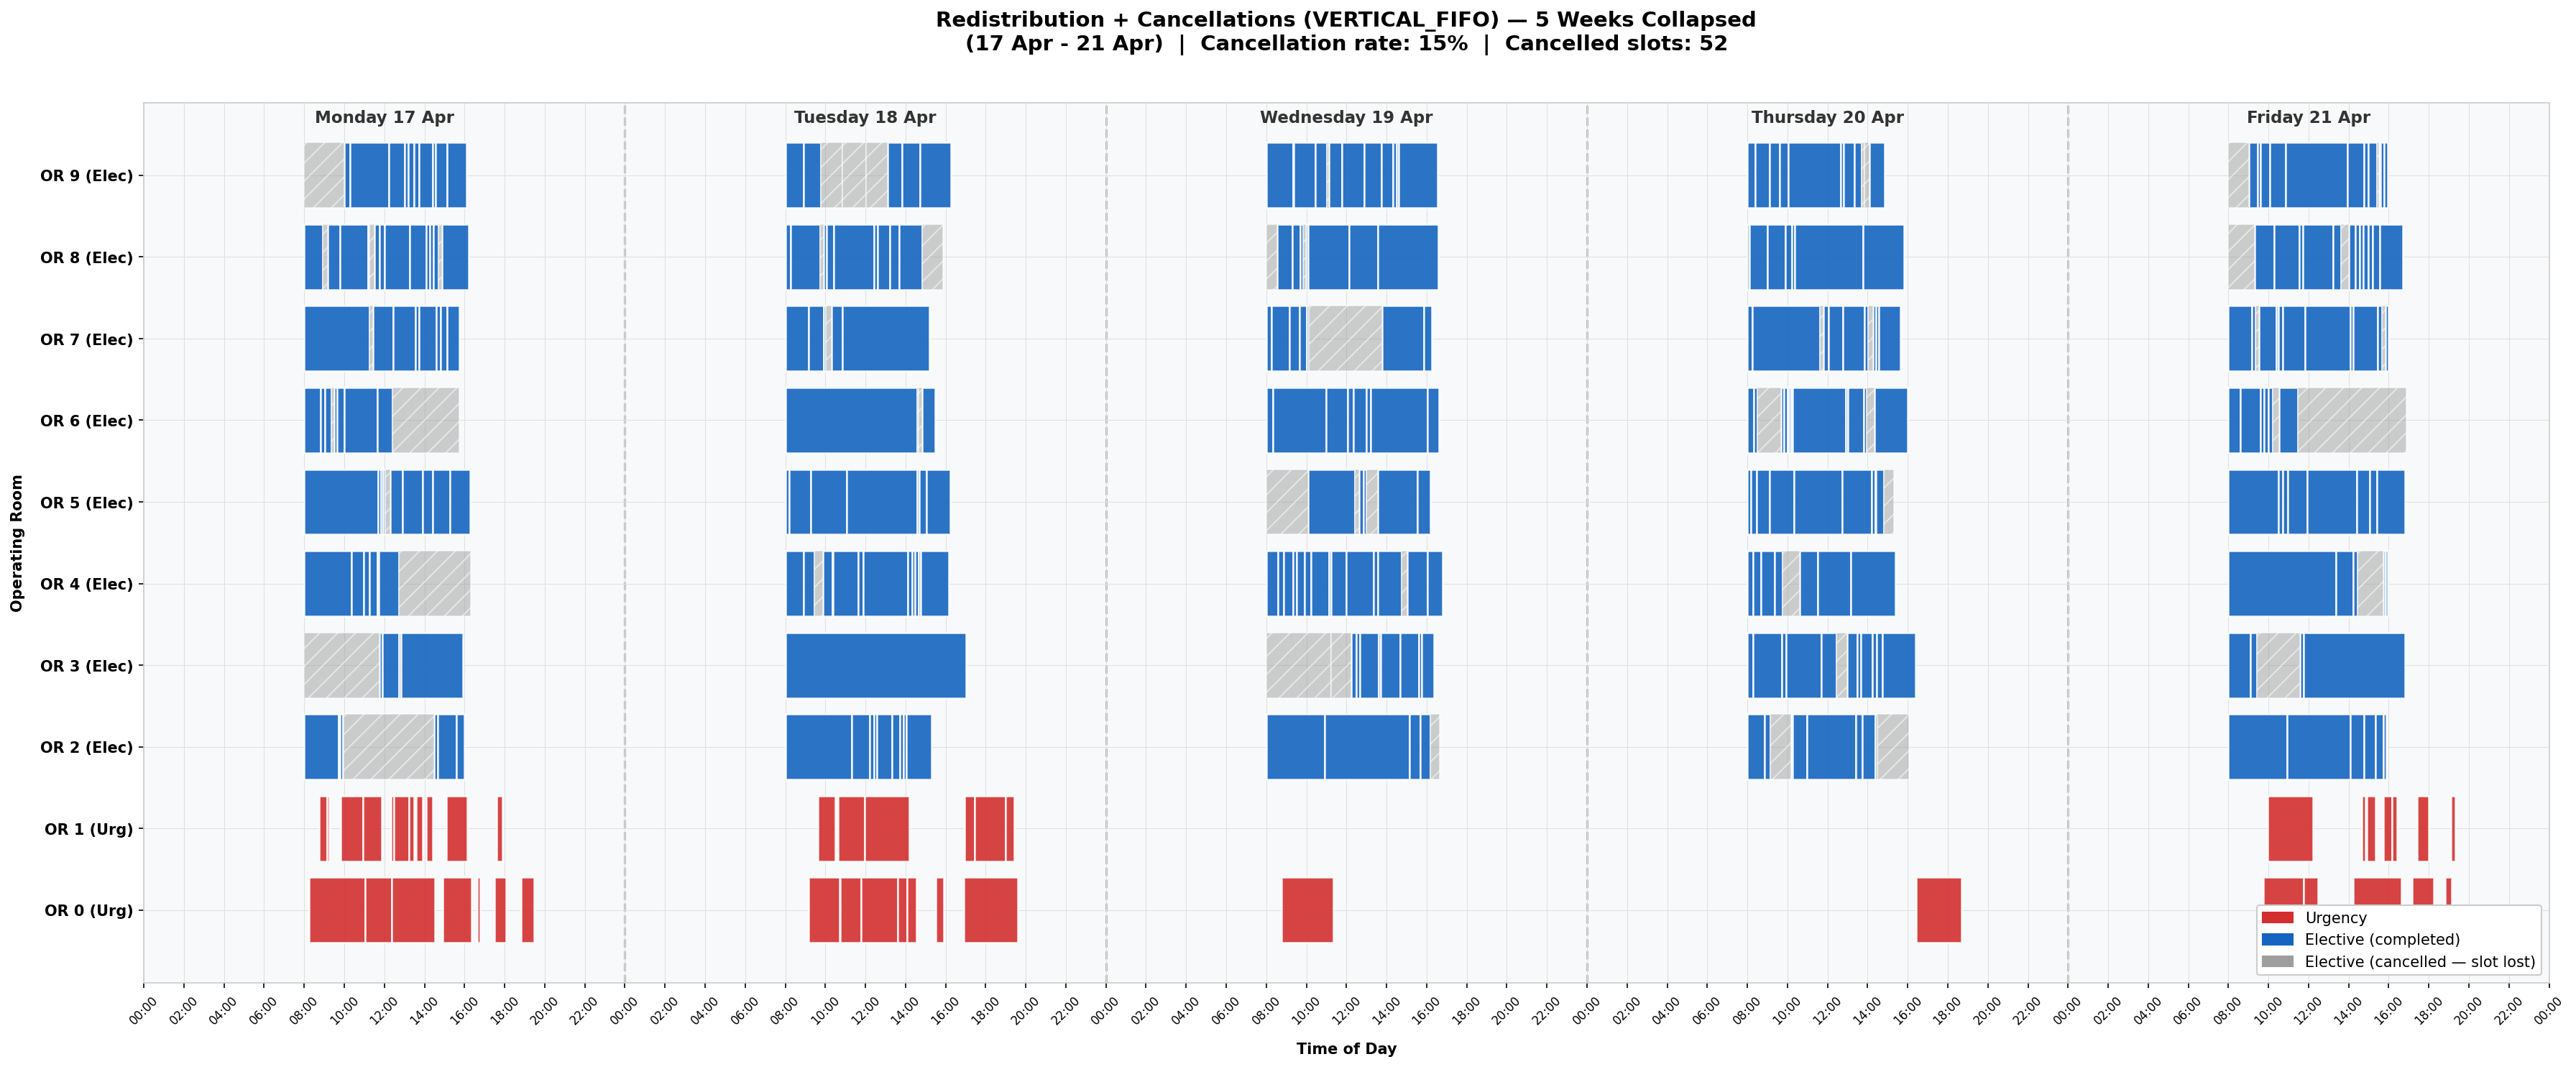 Redistribution + Cancellations (VERTICAL_FIFO) — 5 Weeks Collapsed
(17 Apr - 21 Apr)  |  Cancellation rate: 15%  |  Cancelled slots: 52
Monday 17 Apr
Tuesday 18 Apr
Wednesday 19 Apr
Thursday 20 Apr
Friday 21 Apr
Operating Room
OR 9 (Elec)
OR 8 (Elec)
OR 7 (Elec)
OR 6 (Elec)
OR 5 (Elec)
OR 4 (Elec)
OR 3 (Elec)
OR 2 (Elec)
OR 1 (Urg)
OR 0 (Urg)
Urgency
Elective (completed)
Elective (cancelled — slot lost)
00:00 02:00 04:00 06:00 08:00 10:00 12:00 14:00 16:00 18:00 20:00 22:00 00:00 02:00 04:00 06:00 08:00 10:00 12:00 14:00 16:00 18:00 20:00 22:00 00:00 02:00 04:00 06:00 08:00 10:00 12:00 14:00 16:00 18:00 20:00 22:00 00:00 02:00 04:00 06:00 08:00 10:00 12:00 14:00 16:00 18:00 20:00 22:00 00:00 02:00 04:00 06:00 08:00 10:00 12:00 14:00 16:00 18:00 20:00 22:00 00:00
Time of Day